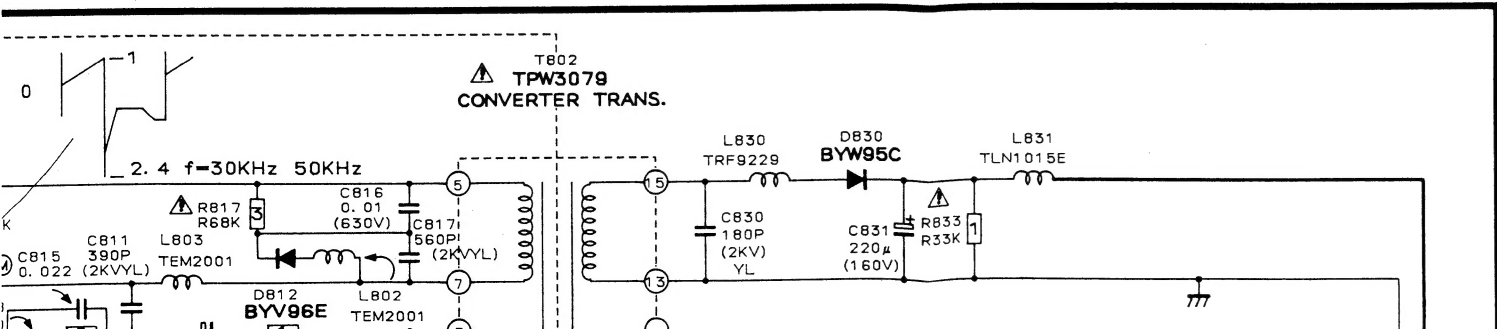 T802
TPW3079
CONVERTER TRANS.
1
0
2.4 f=30KHz 50KHz
L830
TRF9229
D830
BYW95C
L831
TLN1015E
5
15
R817
R68K
3
C816
0.01
(630V)
C817
560P
(2KVYL)
C830
180P
(2KV)
YL
C831
220μ
(160V)
+
R833
R33K
1
K
C815
0.022
C811
390P
(2KVYL)
L803
TEM2001
7
13
D812
BYV96E
L802
TEM2001